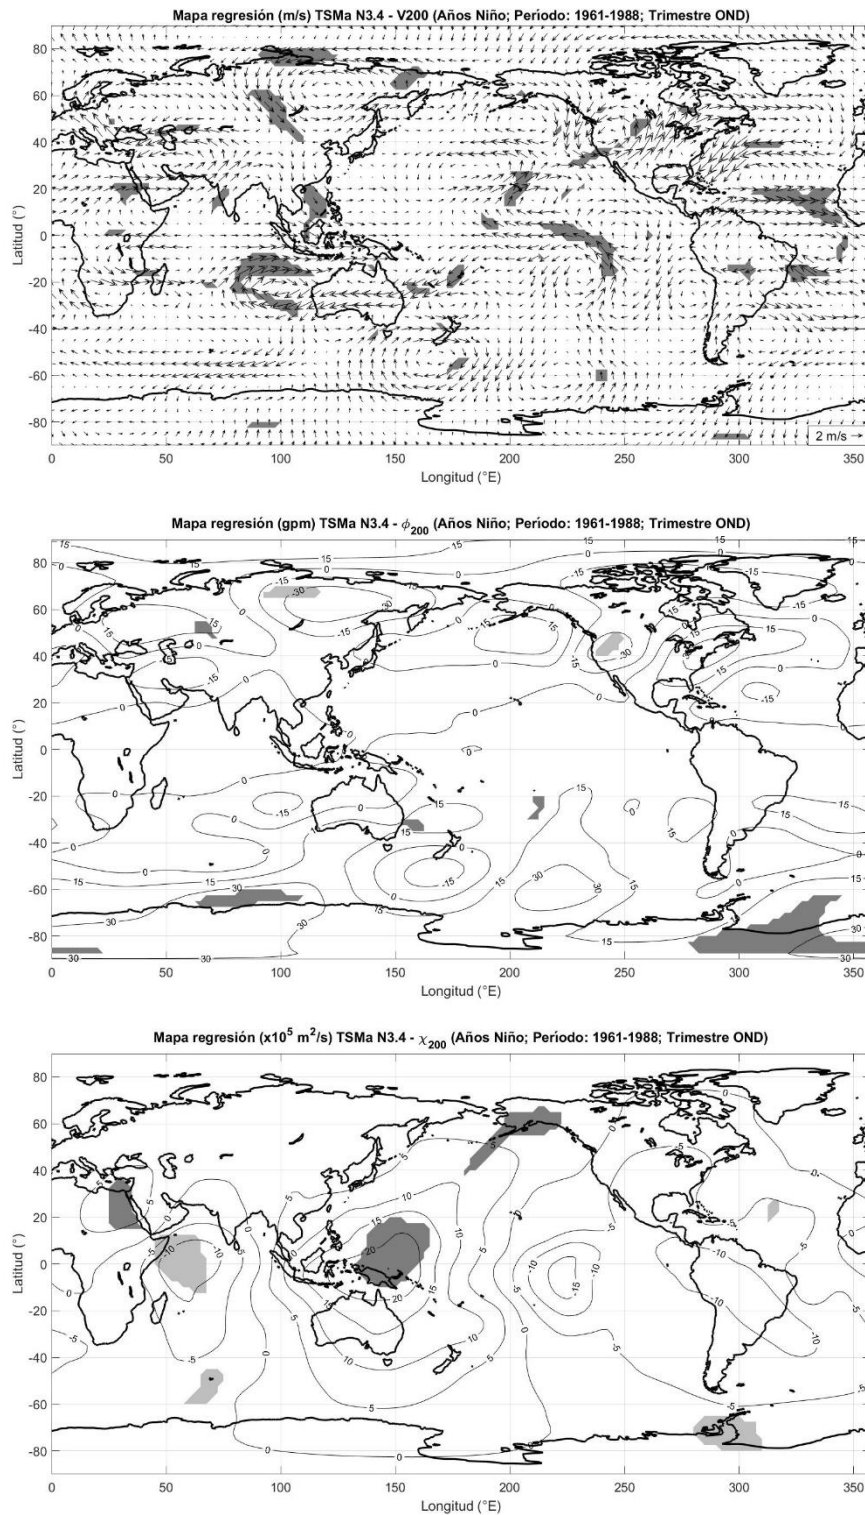 Mapa regresión (m/s) TSMa N3.4 - V200 (Años Niño; Período: 1961-1988; Trimestre OND)
Latitud (°)
80
60
40
20
0
-20
-40
-60
-80
2 m/s
0 50 100 150 200 250 300 350
Longitud (°E)
Mapa regresión (gpm) TSMa N3.4 - ϕ200 (Años Niño; Período: 1961-1988; Trimestre OND)
Latitud (°)
80
60
40
20
0
-20
-40
-60
-80
0 50 100 150 200 250 300 350
Longitud (°E)
Mapa regresión (x10^5 m^2/s) TSMa N3.4 - χ200 (Años Niño; Período: 1961-1988; Trimestre OND)
Latitud (°)
80
60
40
20
0
-20
-40
-60
-80
0 50 100 150 200 250 300 350
Longitud (°E)